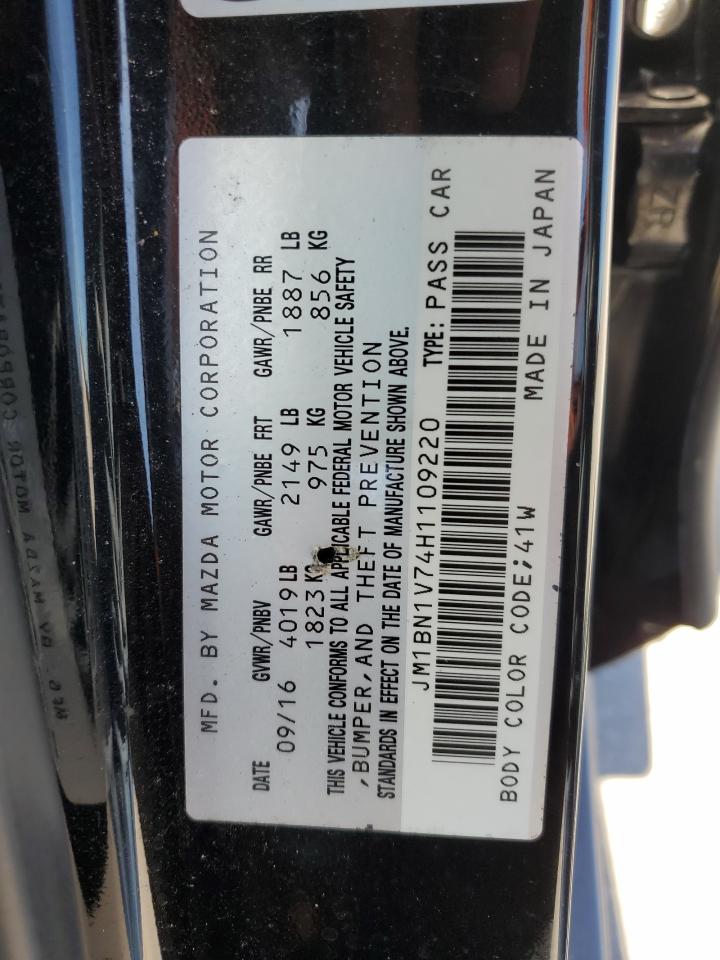 MFD. BY MAZDA MOTOR CORPORATION
DATE GVWR/PNBV GAWR/PNBE FRT GAWR/PNBE RR
09/16 4019 LB 2149 LB 1887 LB
1823 KG 975 KG 856 KG
THIS VEHICLE CONFORMS TO ALL APPLICABLE FEDERAL MOTOR VEHICLE SAFETY
,BUMPER,AND THEFT PREVENTION
STANDARDS IN EFFECT ON THE DATE OF MANUFACTURE SHOWN ABOVE.
JM1BN1V74H1109220 TYPE: PASS CAR
BODY COLOR CODE;41W MADE IN JAPAN
ZR